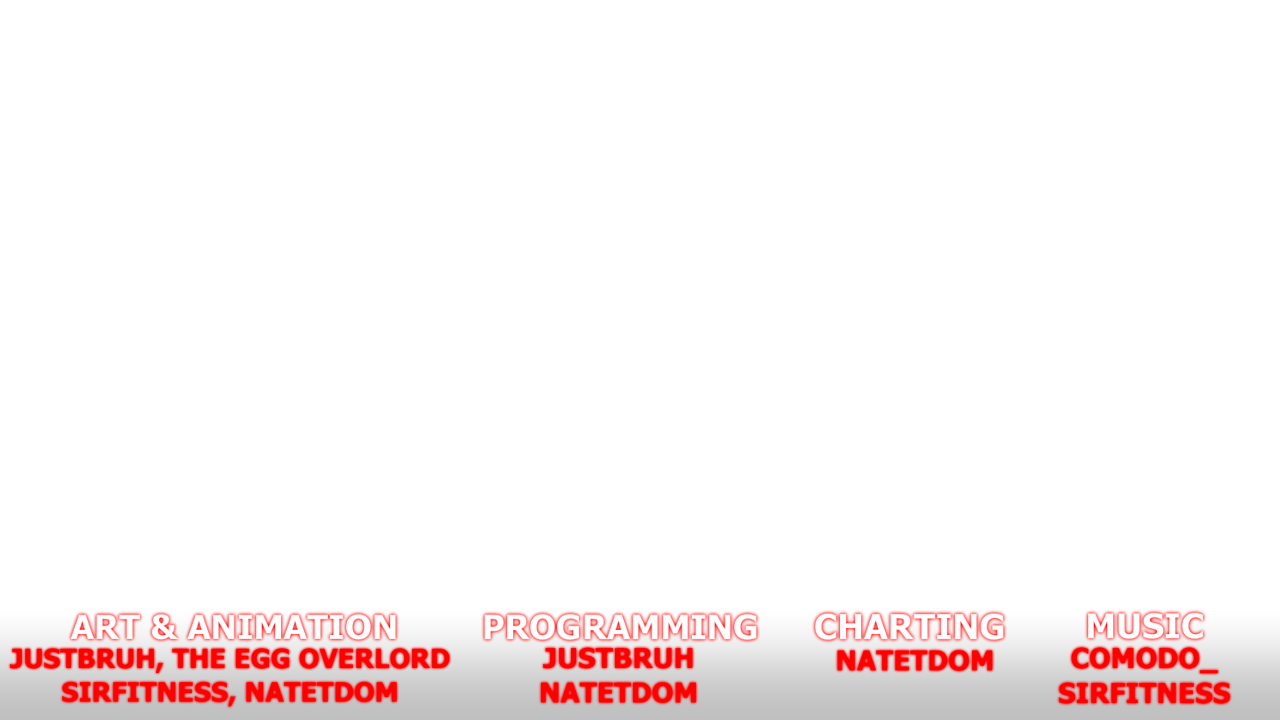 ART & ANIMATION
JUSTBRUH, THE EGG OVERLORD
SIRFITNESS, NATETDOM
PROGRAMMING
JUSTBRUH
NATETDOM
CHARTING
NATETDOM
MUSIC
COMODO_
SIRFITNESS